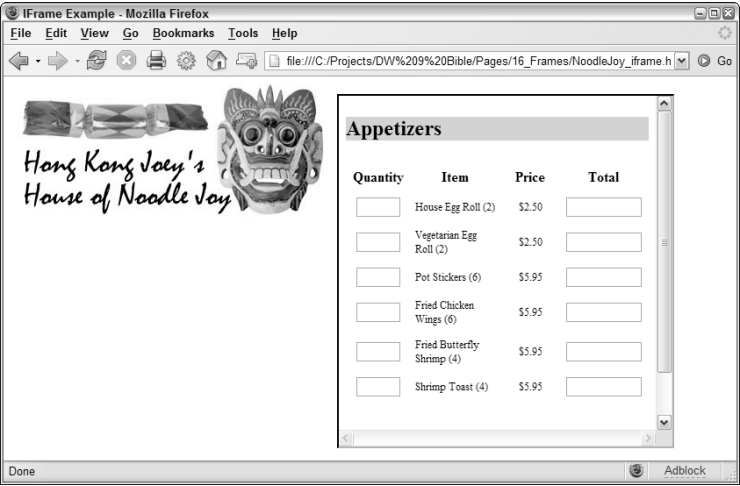 IFrame Example - Mozilla Firefox
File Edit View Go Bookmarks Tools Help
file:///C:/Projects/DW%209%20Bible/Pages/16_Frames/NoodleJoy_iframe.h
Go
Hong Kong Joey's
House of Noodle Joy
Appetizers
Quantity Item Price Total
House Egg Roll (2) $2.50
Vegetarian Egg
Roll (2) $2.50
Pot Stickers (6) $5.95
Fried Chicken
Wings (6) $5.95
Fried Butterfly
Shrimp (4) $5.95
Shrimp Toast (4) $5.95
Done Adblock